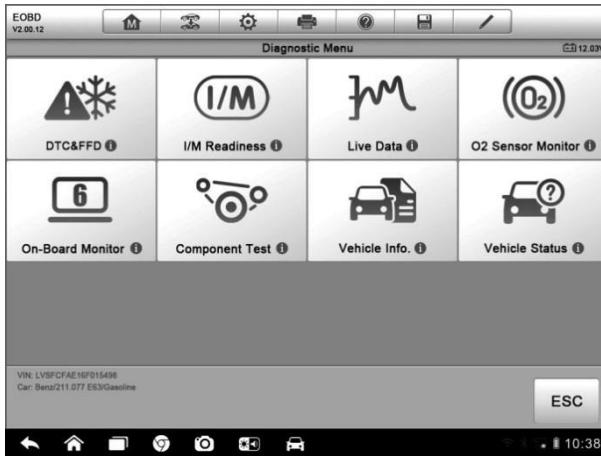 EOBD
V2.00.12
M
Diagnostic Menu
12.03V
I/M
O2
DTC&FFD
I/M Readiness
Live Data
O2 Sensor Monitor
6
On-Board Monitor
Component Test
Vehicle Info.
Vehicle Status
VIN: LVSFCFAE16F015498
Car: Benz/211.077 E63/Gasoline
ESC
10:38